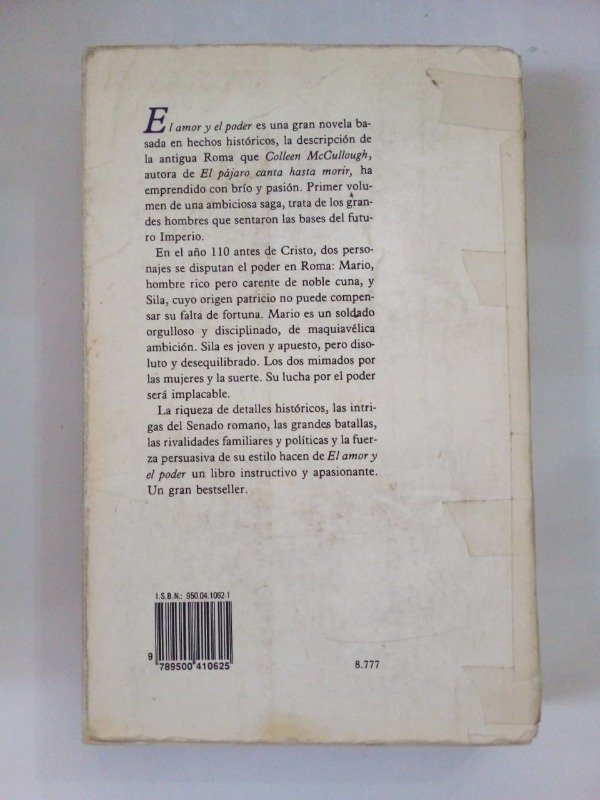 El amor y el poder es una gran novela ba-
sada en hechos históricos, la descripción de
la antigua Roma que Colleen McCullough,
autora de El pájaro canta hasta morir, ha
emprendido con brío y pasión. Primer volu-
men de una ambiciosa saga, trata de los gran-
des hombres que sentaron las bases del futu-
ro Imperio.
En el año 110 antes de Cristo, dos perso-
najes se disputan el poder en Roma: Mario,
hombre rico pero carente de noble cuna, y
Sila, cuyo origen patricio no puede compen-
sar su falta de fortuna. Mario es un soldado
orgulloso y disciplinado, de maquiavélica
ambición. Sila es joven y apuesto, pero diso-
luto y desequilibrado. Los dos mimados por
las mujeres y la suerte. Su lucha por el poder
será implacable.
La riqueza de detalles históricos, las intri-
gas del Senado romano, las grandes batallas,
las rivalidades familiares y políticas y la fuer-
za persuasiva de su estilo hacen de El amor y
el poder un libro instructivo y apasionante.
Un gran bestseller.
I.S.B.N.: 950.04.1062-1
9 789500 410625
8.777